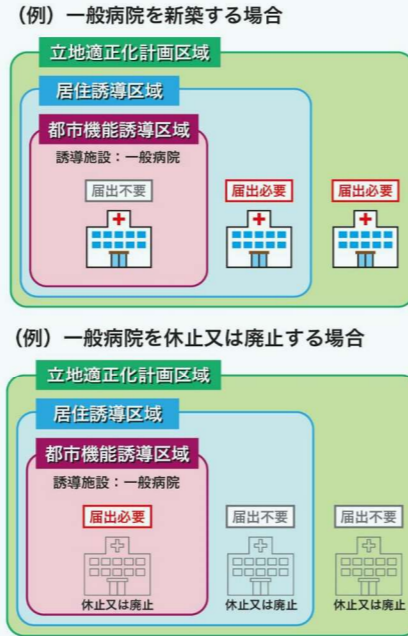 （例）一般病院を新築する場合
立地適正化計画区域
居住誘導区域
都市機能誘導区域
誘導施設：一般病院
届出不要
届出必要
届出必要
（例）一般病院を休止又は廃止する場合
立地適正化計画区域
居住誘導区域
都市機能誘導区域
誘導施設：一般病院
届出必要
届出不要
届出不要
休止又は廃止
休止又は廃止
休止又は廃止